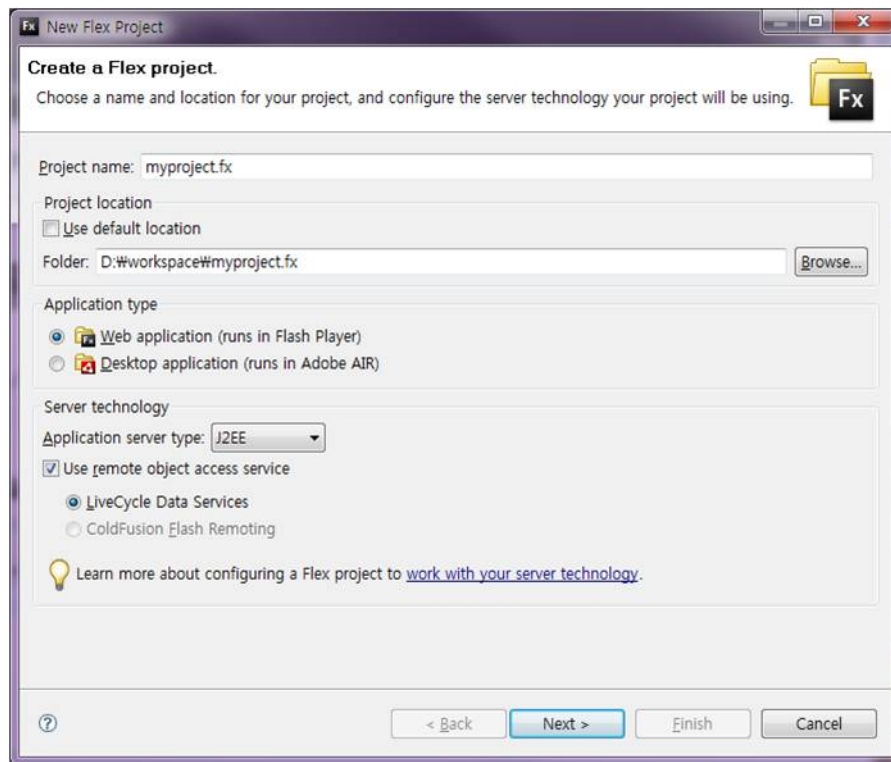 Fx New Flex Project
Create a Flex project.
Choose a name and location for your project, and configure the server technology your project will be using.
Fx
Project name: myproject.fx
Project location
Use default location
Folder: D:₩workspace₩myproject.fx Browse...
Application type
Web application (runs in Flash Player)
Desktop application (runs in Adobe AIR)
Server technology
Application server type: J2EE
Use remote object access service
LiveCycle Data Services
ColdFusion Flash Remoting
Learn more about configuring a Flex project to work with your server technology.
? < Back Next > Finish Cancel